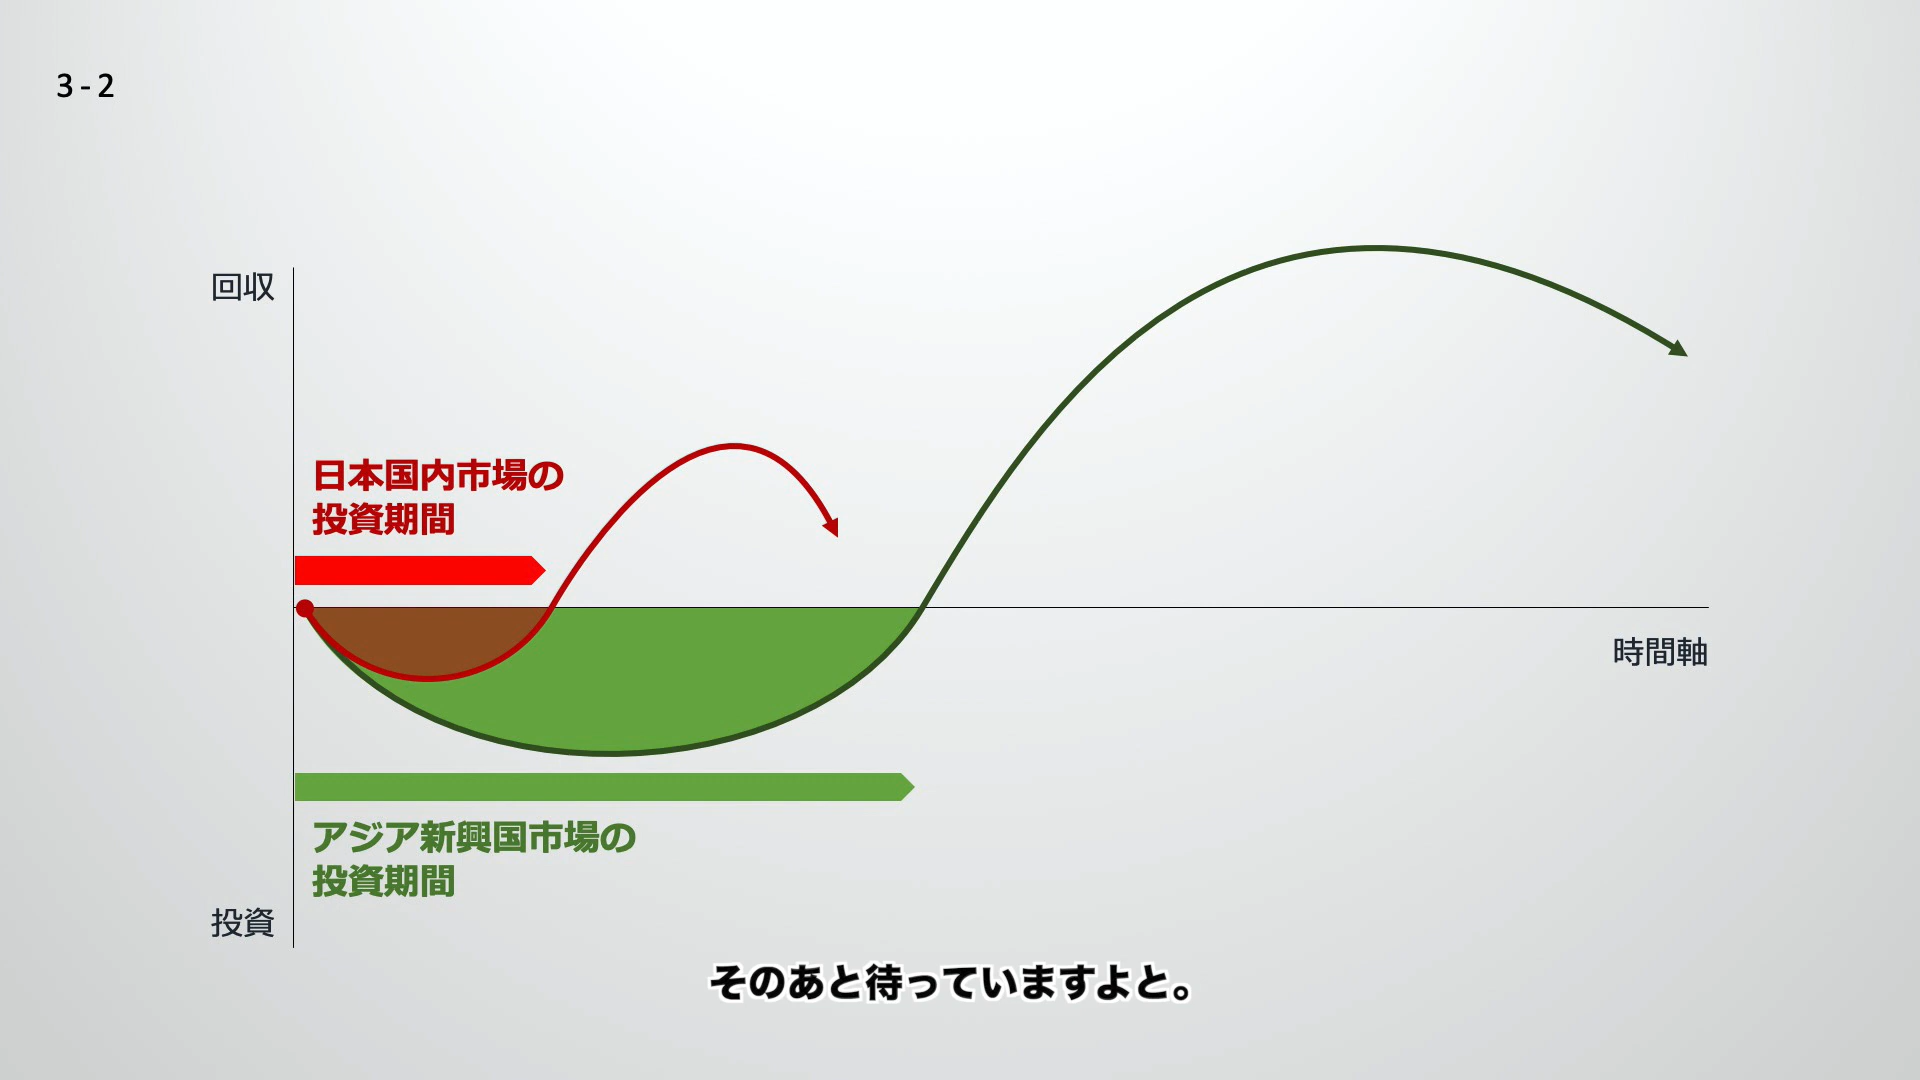 3-2
回収
日本国内市場の
投資期間
時間軸
アジア新興国市場の
投資期間
投資
そのあと待っていますよと。